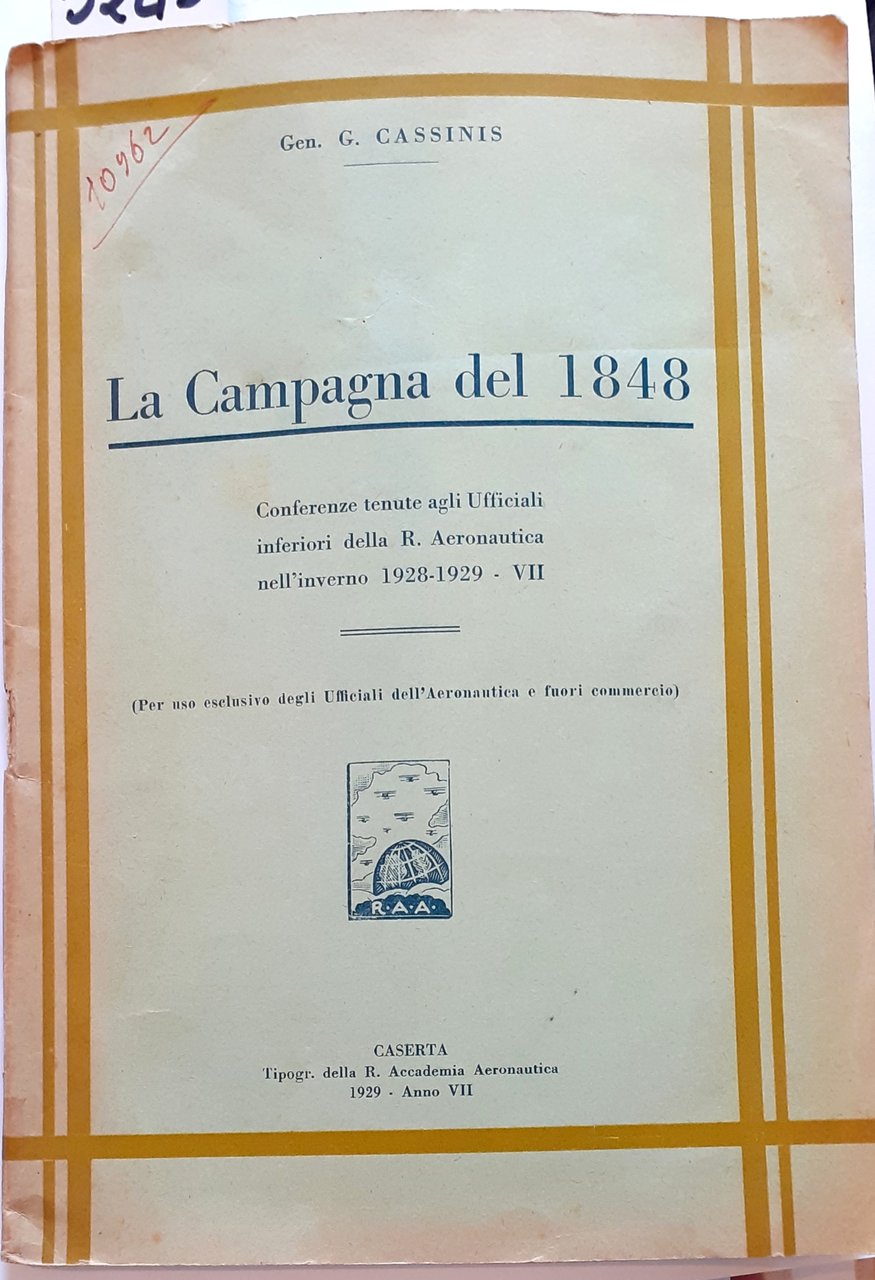 10962
Gen. G. CASSINIS
La Campagna del 1848
Conferenze tenute agli Ufficiali
inferiori della R. Aeronautica
nell'inverno 1928-1929 - VII
(Per uso esclusivo degli Ufficiali dell'Aeronautica e fuori commercio)
R·A·A·
CASERTA
Tipogr. della R. Accademia Aeronautica
1929 - Anno VII